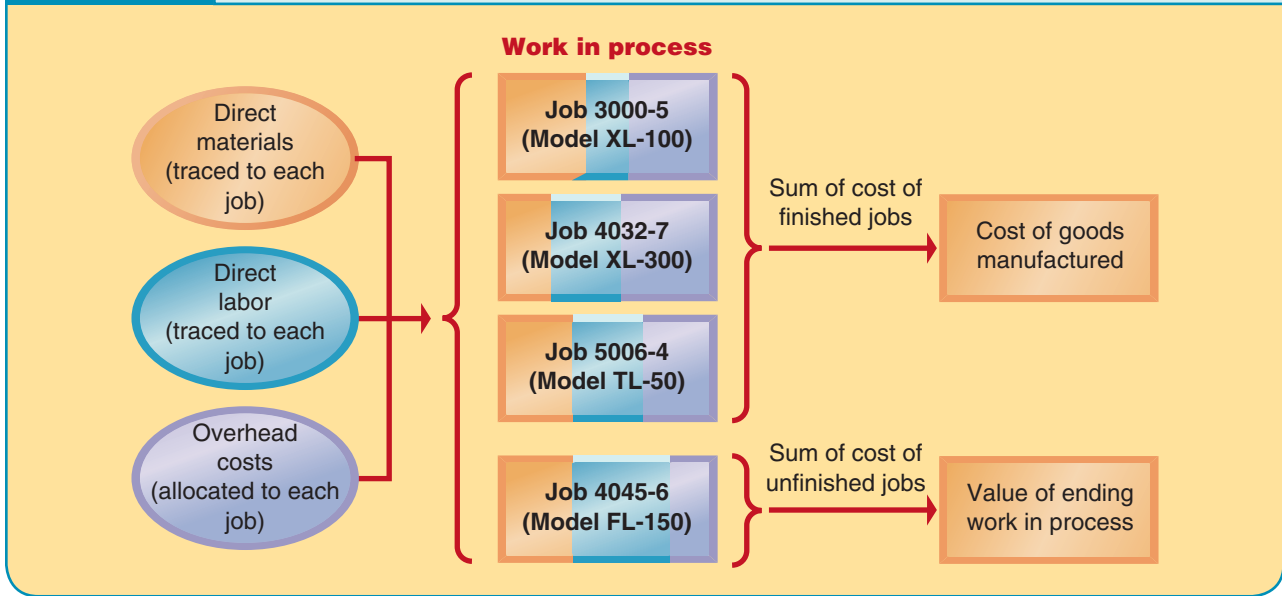 Work in process
Direct
materials
(traced to each
job)
Direct
labor
(traced to each
job)
Overhead
costs
(allocated to each
job)
Job 3000-5
(Model XL-100)
Job 4032-7
(Model XL-300)
Job 5006-4
(Model TL-50)
Job 4045-6
(Model FL-150)
Sum of cost of
finished jobs
Cost of goods
manufactured
Sum of cost of
unfinished jobs
Value of ending
work in process